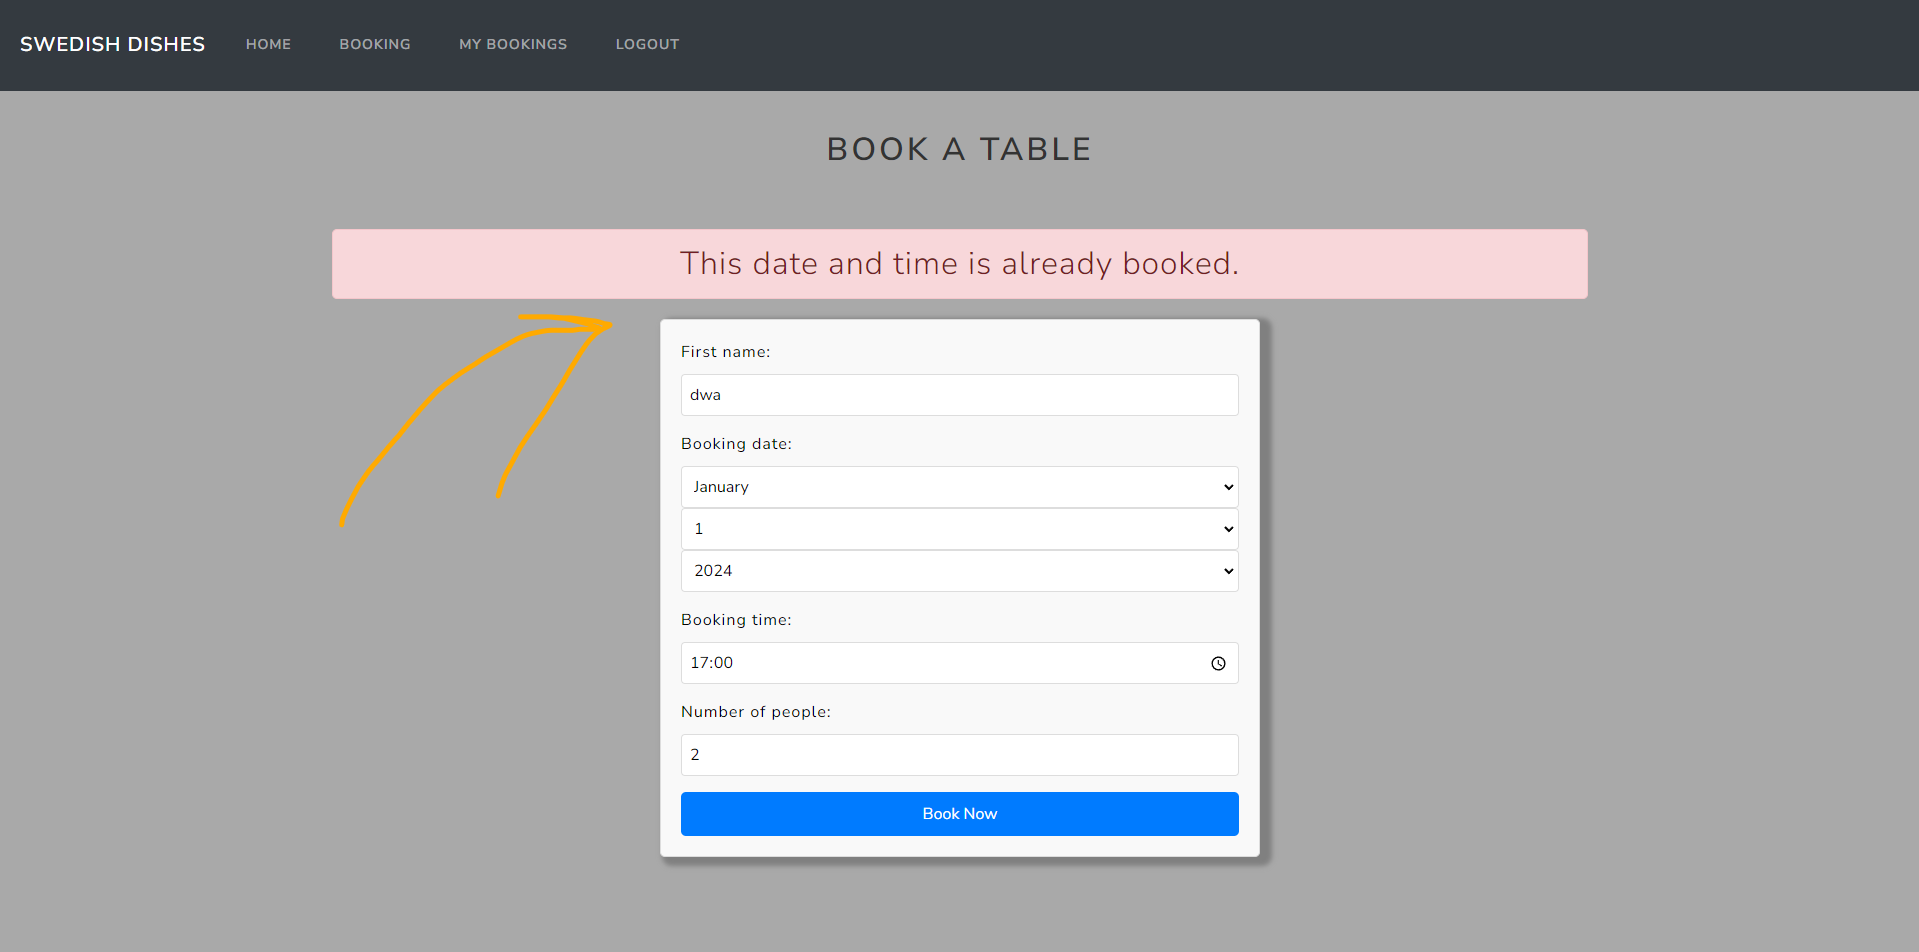 SWEDISH DISHES HOME BOOKING MY BOOKINGS LOGOUT
BOOK A TABLE
This date and time is already booked.
First name:
dwa
Booking date:
January
1
2024
Booking time:
17:00
Number of people:
2
Book Now